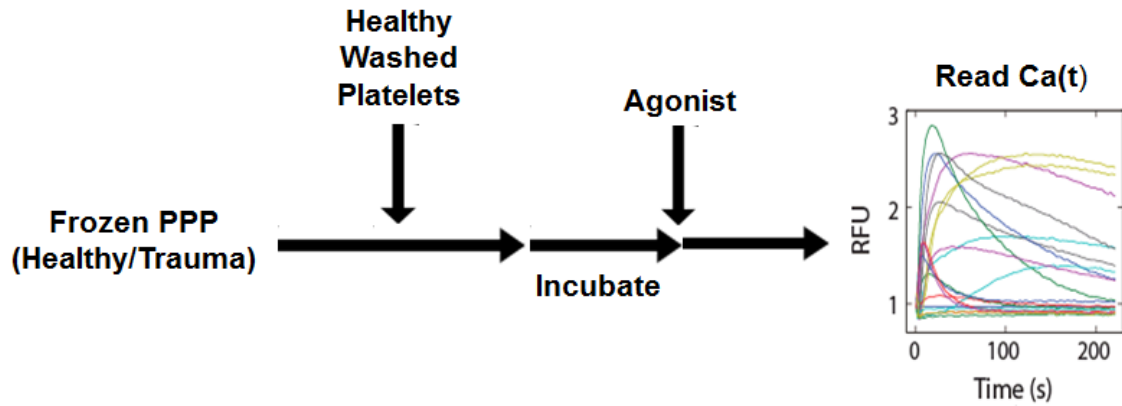 Healthy
Washed
Platelets
Agonist
Frozen PPP
(Healthy/Trauma)
Incubate
Read Ca(t)
3
2
1
RFU
0
100
200
Time (s)